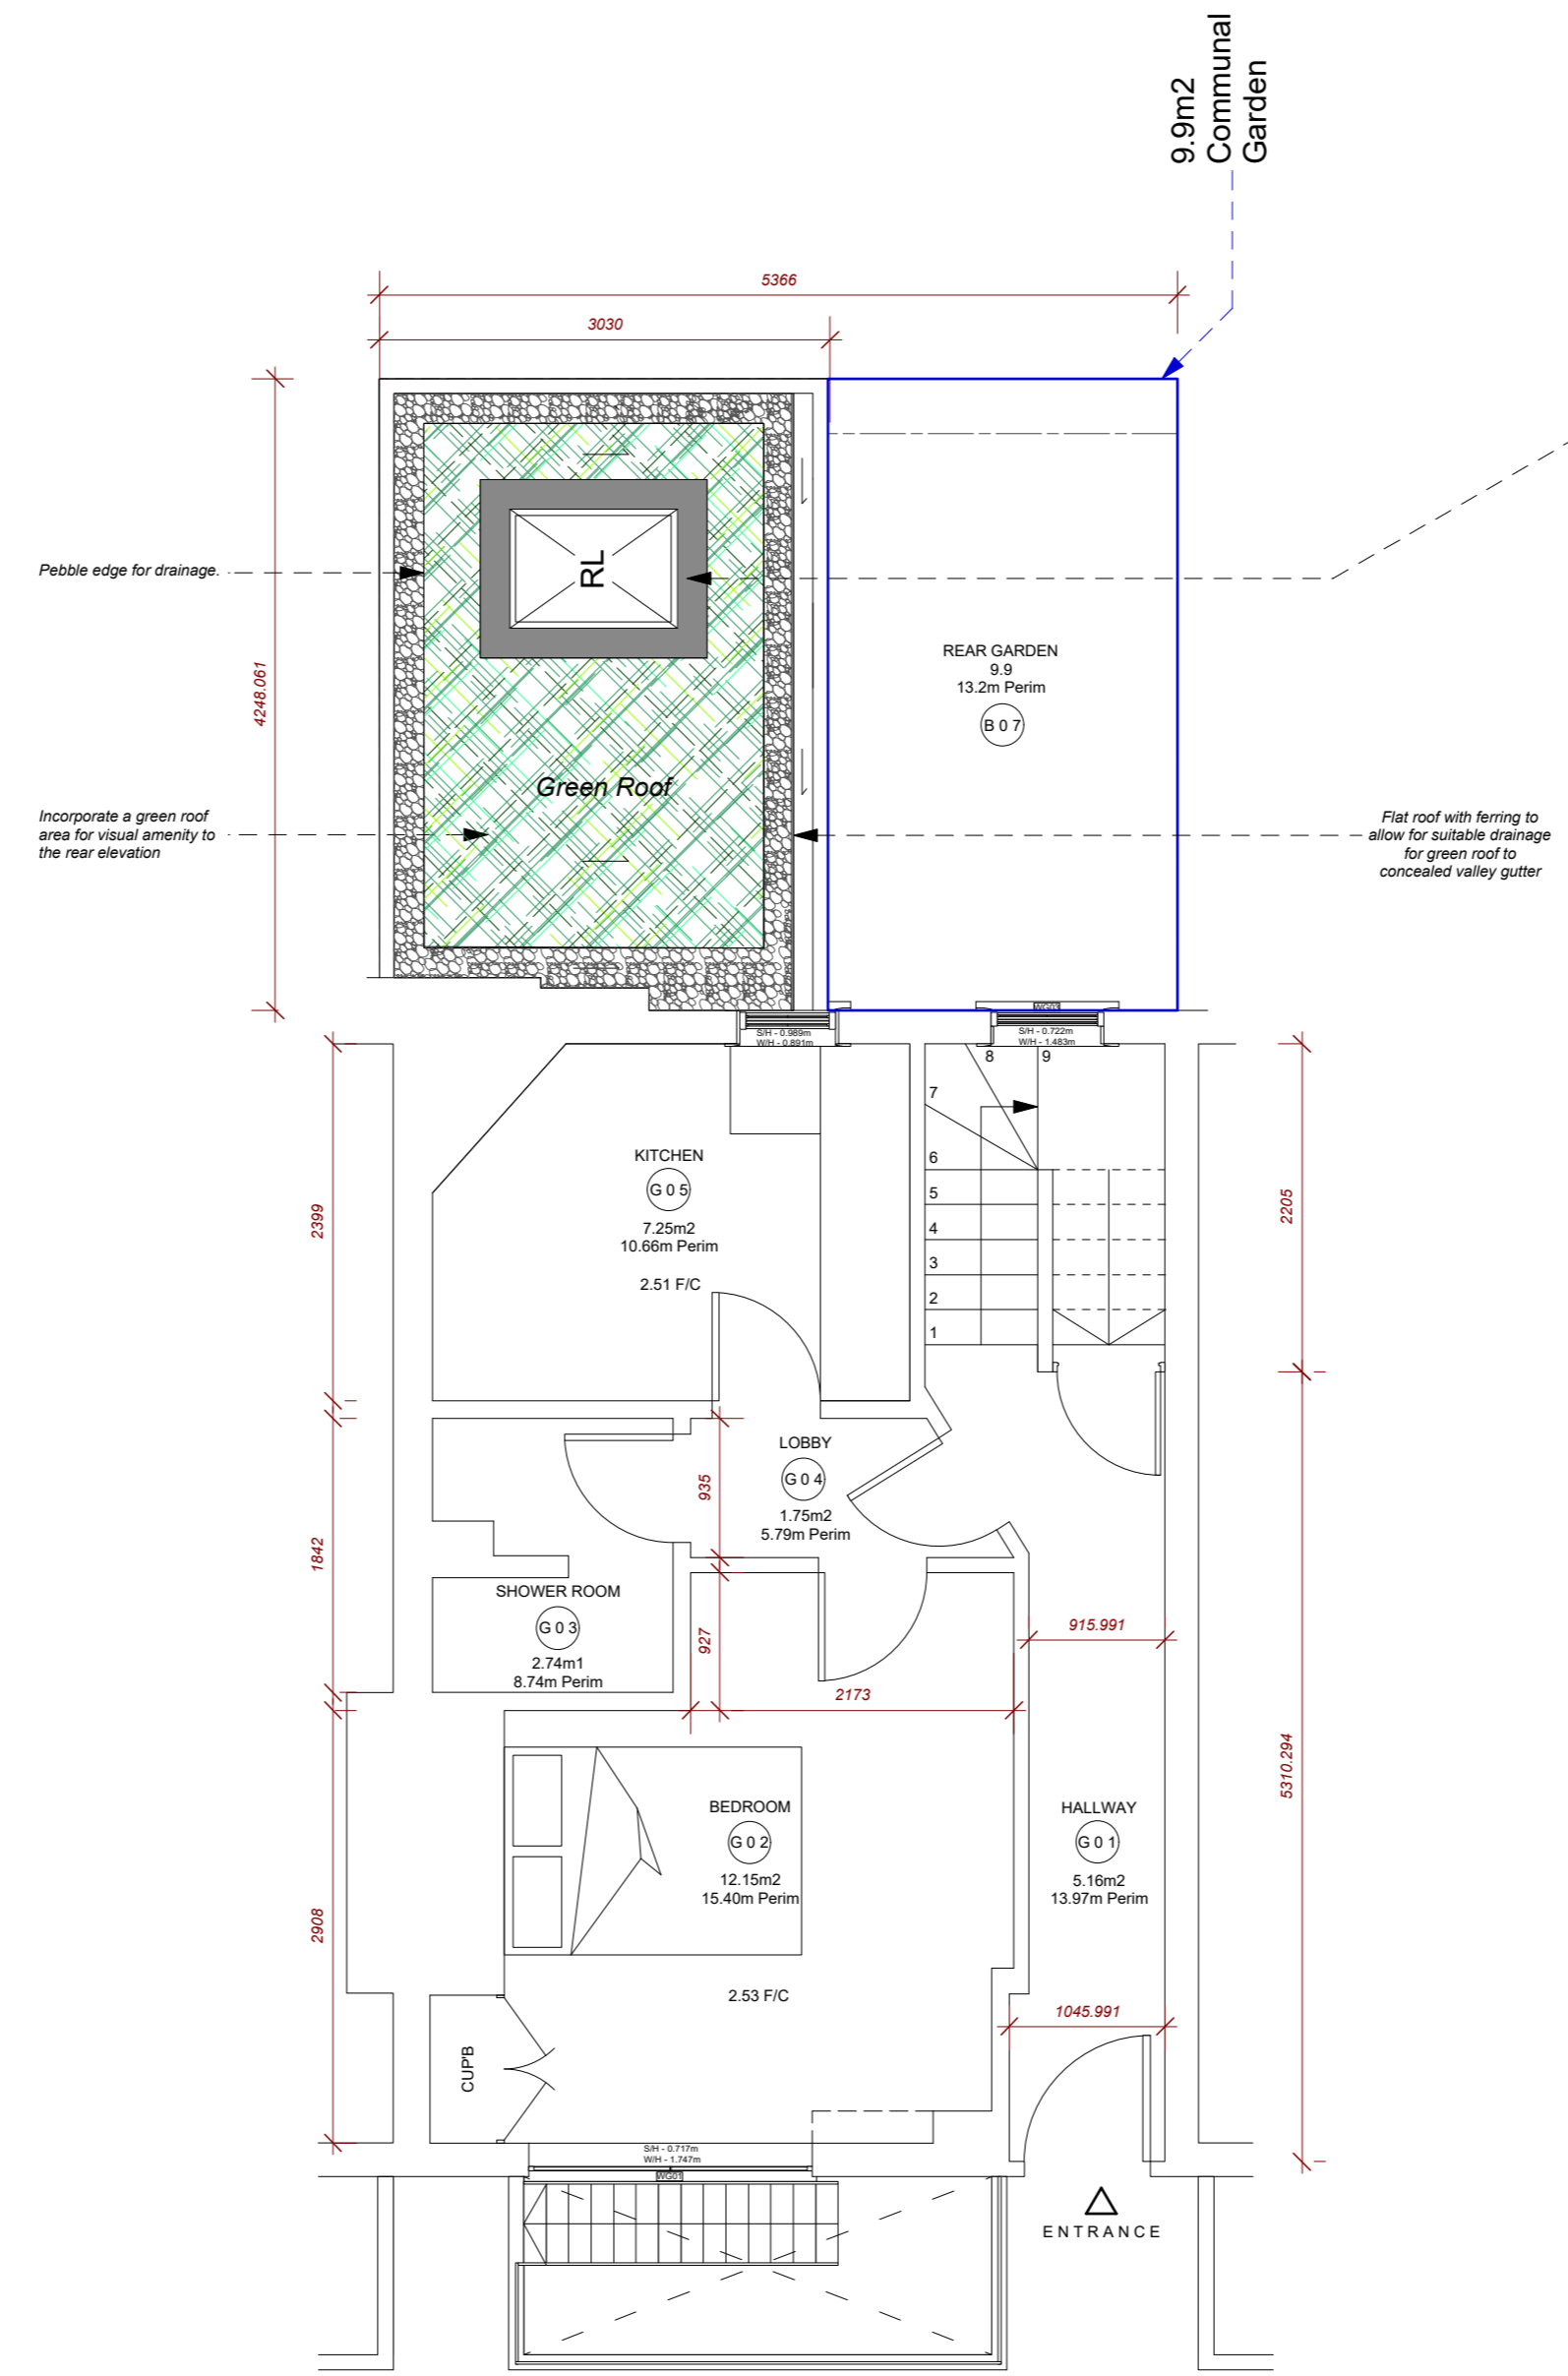 9.9m2
Communal
Garden
5366
3030
4248.061
Pebble edge for drainage.
RL
REAR GARDEN
9.9
13.2m Perim
B 0 7
Green Roof
Incorporate a green roof
area for visual amenity to
the rear elevation
Flat roof with ferring to
allow for suitable drainage
for green roof to
concealed valley gutter
WG03
S/H - 0.989m
W/H - 0.891m
S/H - 0.722m
W/H - 1.483m
8
9
7
6
5
4
3
2
1
KITCHEN
G 0 5
7.25m2
10.66m Perim
2.51 F/C
2399
2205
LOBBY
G 0 4
1.75m2
5.79m Perim
935
1842
SHOWER ROOM
G 0 3
2.74m1
8.74m Perim
927
915.991
2173
5310.294
BEDROOM
G 0 2
12.15m2
15.40m Perim
2.53 F/C
HALLWAY
G 0 1
5.16m2
13.97m Perim
2908
1045.991
CUP'B
S/H - 0.717m
W/H - 1.747m
WG01
ENTRANCE